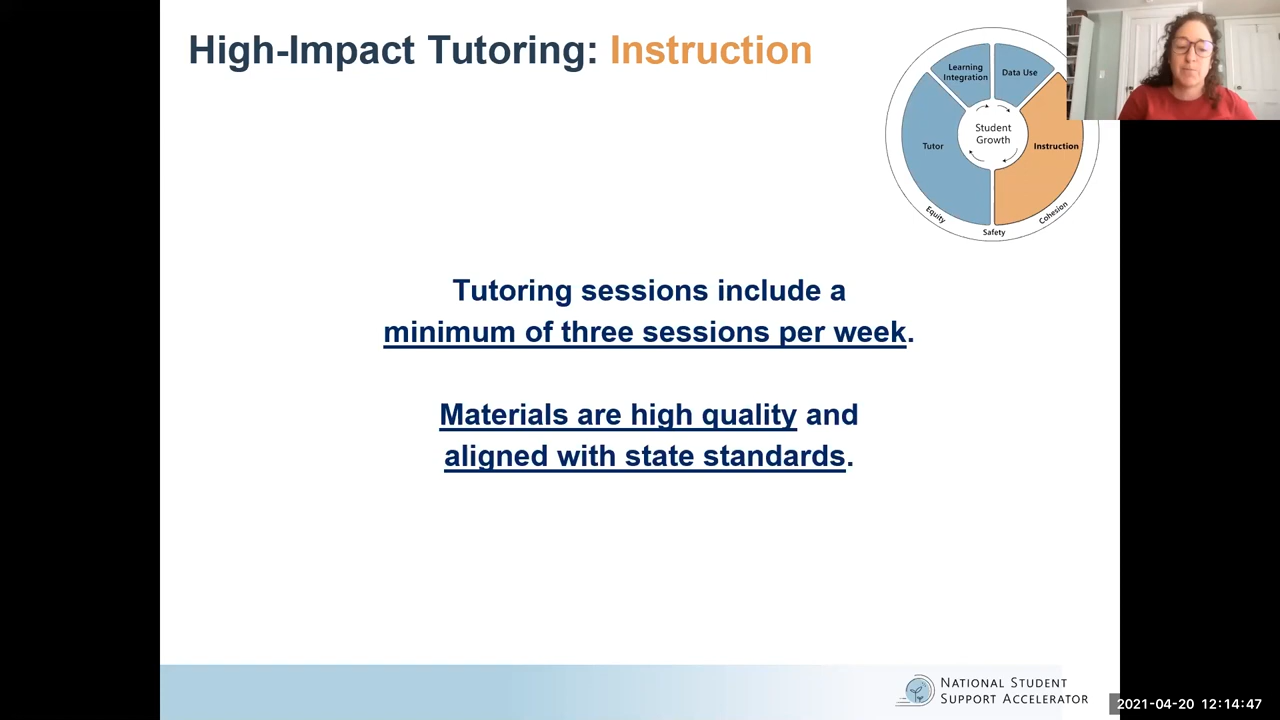 High-Impact Tutoring: Instruction
Learning
Integration
Data Use
Student
Growth
Tutor
Instruction
Equity
Safety
Cohesion
Tutoring sessions include a
minimum of three sessions per week.
Materials are high quality and
aligned with state standards.
NATIONAL STUDENT
SUPPORT ACCELERATOR
2021-04-20 12:14:47